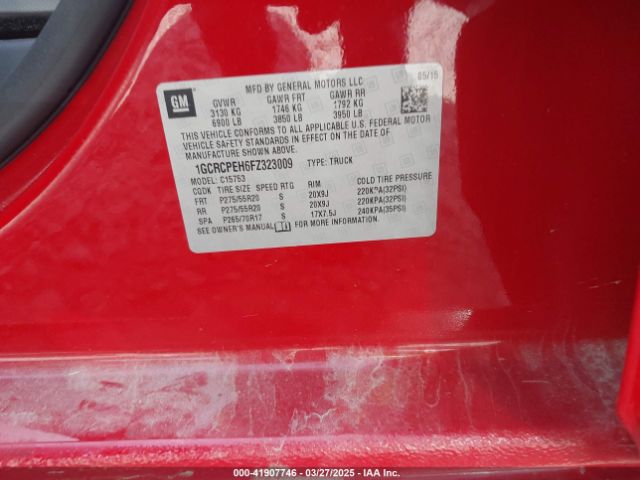 GM
MFD BY GENERAL MOTORS LLC
05/15
GVWR GAWR FRT GAWR RR
3130 KG 1746 KG 1792 KG
6900 LB 3850 LB 3950 LB
THIS VEHICLE CONFORMS TO ALL APPLICABLE U.S. FEDERAL MOTOR
VEHICLE SAFETY STANDARDS IN EFFECT ON THE DATE OF
MANUFACTURE SHOWN ABOVE.
1GCRCPEH6FZ323009 TYPE: TRUCK
MODEL: C15753
CQDK TIRE SIZE SPEED RTG RIM COLD TIRE PRESSURE
FRT P275/55R20 S 20X9J 220KPA(32PSI)
RR P275/55R20 S 20X9J 220KPA(32PSI)
SPA P265/70R17 S 17X7.5J 240KPA(35PSI)
SEE OWNER'S MANUAL FOR MORE INFORMATION.
000-41907746 - 03/27/2025 - IAA Inc.